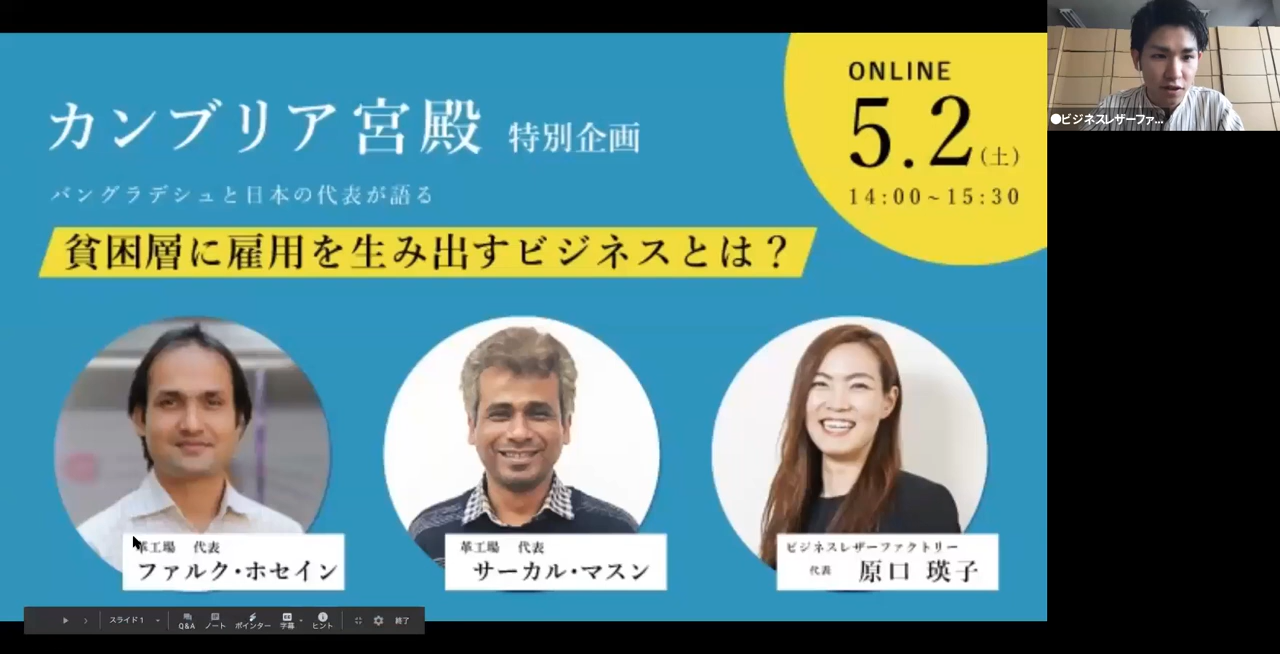 カンブリア宮殿 特別企画
バングラデシュと日本の代表が語る
貧困層に雇用を生み出すビジネスとは？
ONLINE
5.2(土)
14:00~15:30
革工場 代表
ファルク・ホセイン
革工場 代表
サーカル・マスン
ビジネスレザーファクトリー
代表 原口 瑛子
●ビジネスレザーファ...
スライド 1
Q&A ノート ポインター 字幕 ヒント 終了